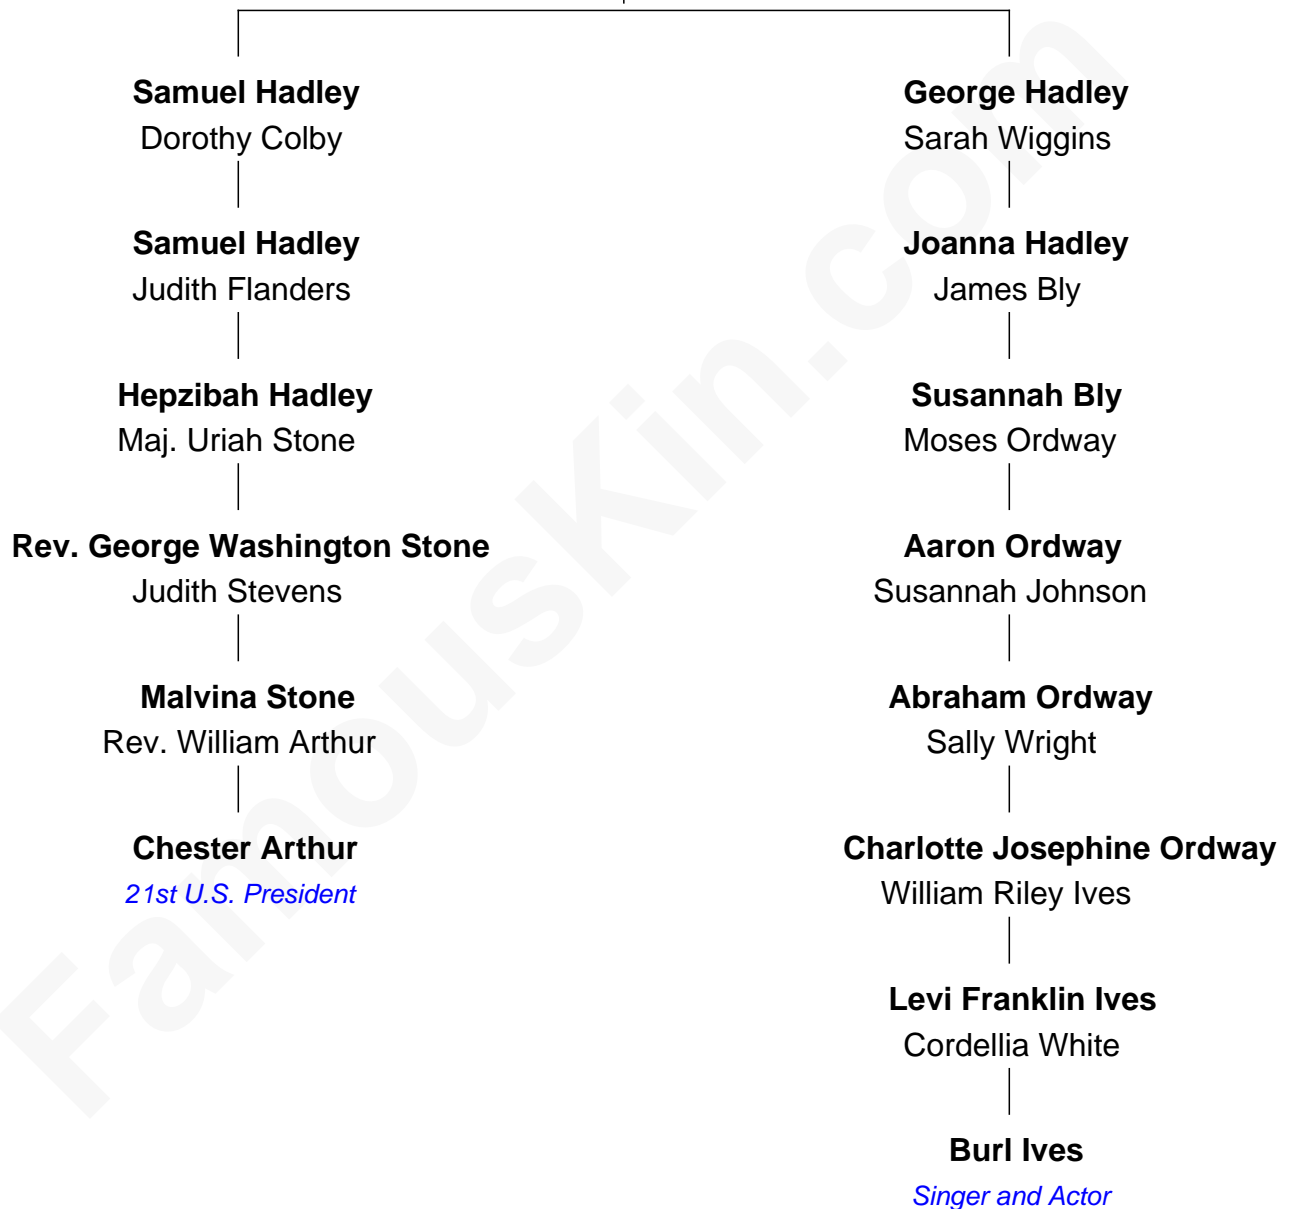 Samuel Hadley
Dorothy Colby
Samuel Hadley
Judith Flanders
Hepzibah Hadley
Maj. Uriah Stone
Rev. George Washington Stone
Judith Stevens
Malvina Stone
Rev. William Arthur
Chester Arthur
21st U.S. President
George Hadley
Sarah Wiggins
Joanna Hadley
James Bly
Susannah Bly
Moses Ordway
Aaron Ordway
Susannah Johnson
Abraham Ordway
Sally Wright
Charlotte Josephine Ordway
William Riley Ives
Levi Franklin Ives
Cordellia White
Burl Ives
Singer and Actor
FamousKin.com